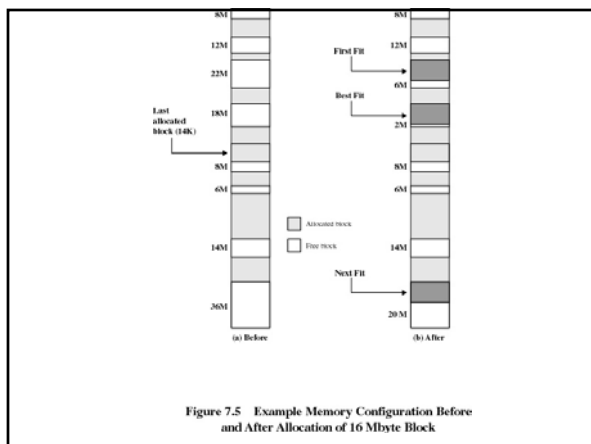 8M
12M
22M
18M
Last
allocated
block (14K)
8M
6M
14M
36M
(a) Before
Allocated block
Free block
8M
12M
First Fit
6M
Best Fit
2M
8M
6M
14M
Next Fit
20 M
(b) After
Figure 7.5 Example Memory Configuration Before
and After Allocation of 16 Mbyte Block